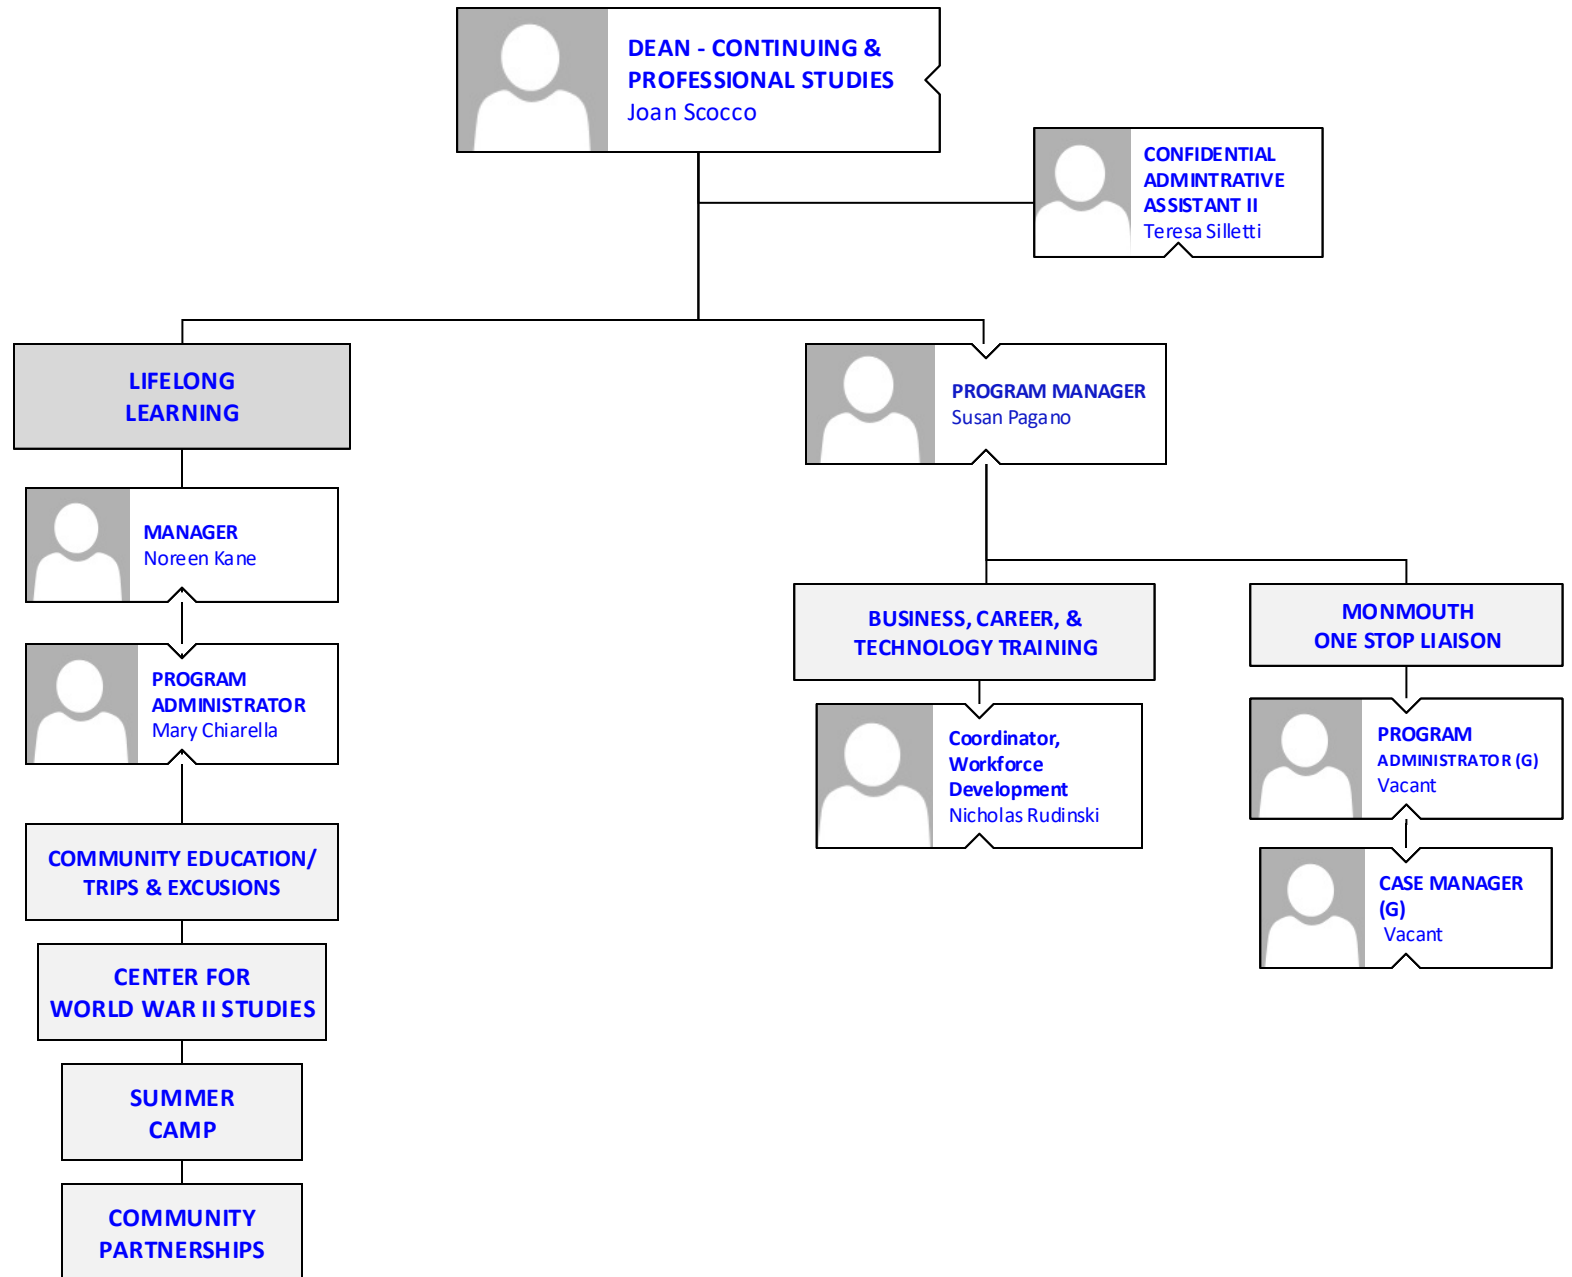 DEAN - CONTINUING &
PROFESSIONAL STUDIES
Joan Scocco
CONFIDENTIAL
ADMINTRATIVE
ASSISTANT II
Teresa Silletti
LIFELONG
LEARNING
PROGRAM MANAGER
Susan Pagano
MANAGER
Noreen Kane
BUSINESS, CAREER, &
TECHNOLOGY TRAINING
MONMOUTH
ONE STOP LIAISON
PROGRAM
ADMINISTRATOR
Mary Chiarella
Coordinator,
Workforce
Development
Nicholas Rudinski
PROGRAM
ADMINISTRATOR (G)
Vacant
COMMUNITY EDUCATION/
TRIPS & EXCUSIONS
CASE MANAGER
(G)
Vacant
CENTER FOR
WORLD WAR II STUDIES
SUMMER
CAMP
COMMUNITY
PARTNERSHIPS